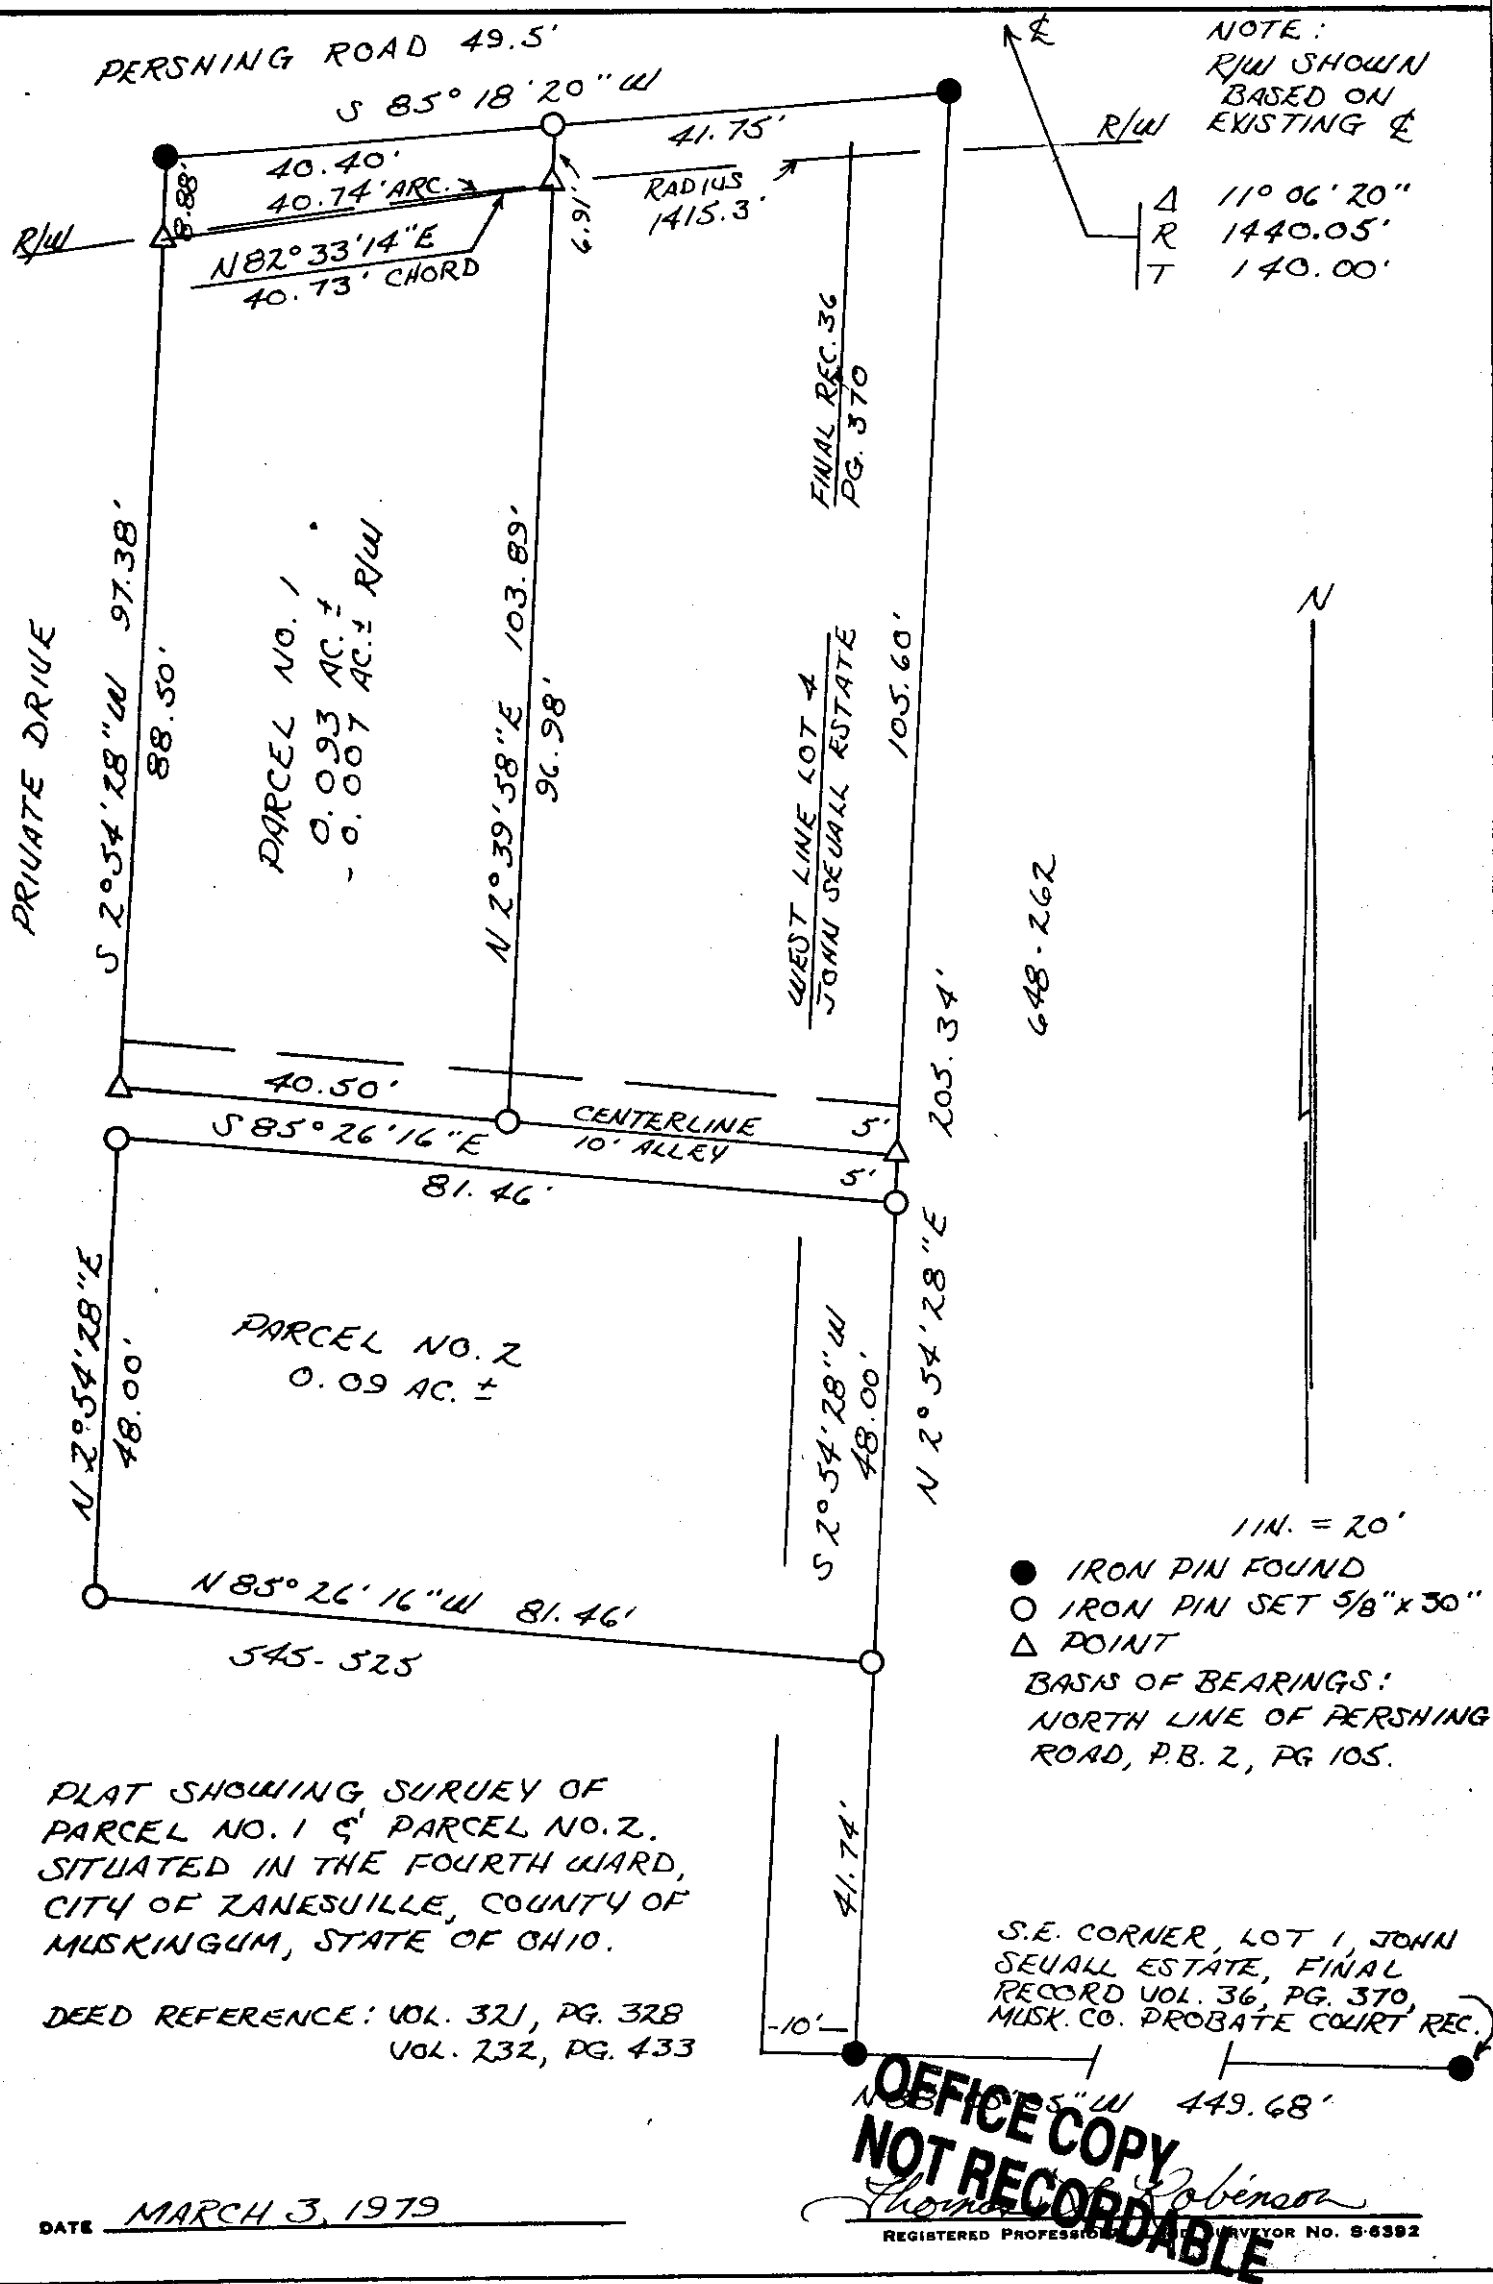 PERSHING ROAD 49.5'
S 85° 18' 20" W
40.40'
41.75'
8.88'
40.74' ARC.
N 82° 33' 14" E
40.73' CHORD
6.91'
RADIUS
1415.3'
R/W
R/W
℄
NOTE:
R/W SHOWN
BASED ON
EXISTING ℄
Δ 11° 06' 20"
R 1440.05'
T 140.00'
FINAL REC. 36
PG. 370
PRIVATE DRIVE
S 2° 54' 28" W 97.38'
88.50'
PARCEL NO. 1
0.093 AC. ±
- 0.007 AC. ± R/W
N 2° 39' 58" E 103.89'
96.98'
WEST LINE LOT 4
JOHN SEVALL ESTATE
105.60'
205.34'
648-262
N
40.50'
S 85° 26' 16" E
CENTERLINE
10' ALLEY
5'
5'
81.46'
N 2° 54' 28" E
48.00'
PARCEL NO. 2
0.09 AC. ±
S 2° 54' 28" W
48.00'
N 2° 54' 28" E
N 85° 26' 16" W 81.46'
545-525
1 IN. = 20'
IRON PIN FOUND
IRON PIN SET 5/8" X 30"
Δ POINT
BASIS OF BEARINGS:
NORTH LINE OF PERSHING
ROAD, P.B. 2, PG 105.
PLAT SHOWING SURVEY OF
PARCEL NO. 1 & PARCEL NO. 2.
SITUATED IN THE FOURTH WARD,
CITY OF ZANESVILLE, COUNTY OF
MUSKINGUM, STATE OF OHIO.
DEED REFERENCE: VOL. 321, PG. 328
VOL. 232, PG. 433
41.74'
-10'-
S.E. CORNER, LOT 1, JOHN
SEVALL ESTATE, FINAL
RECORD VOL. 36, PG. 370,
MUSK. CO. PROBATE COURT REC.
W 449.68'
OFFICE COPY
NOT RECORDABLE
DATE MARCH 3, 1979
Thomas Robinson
REGISTERED SURVEYOR No. S-6392